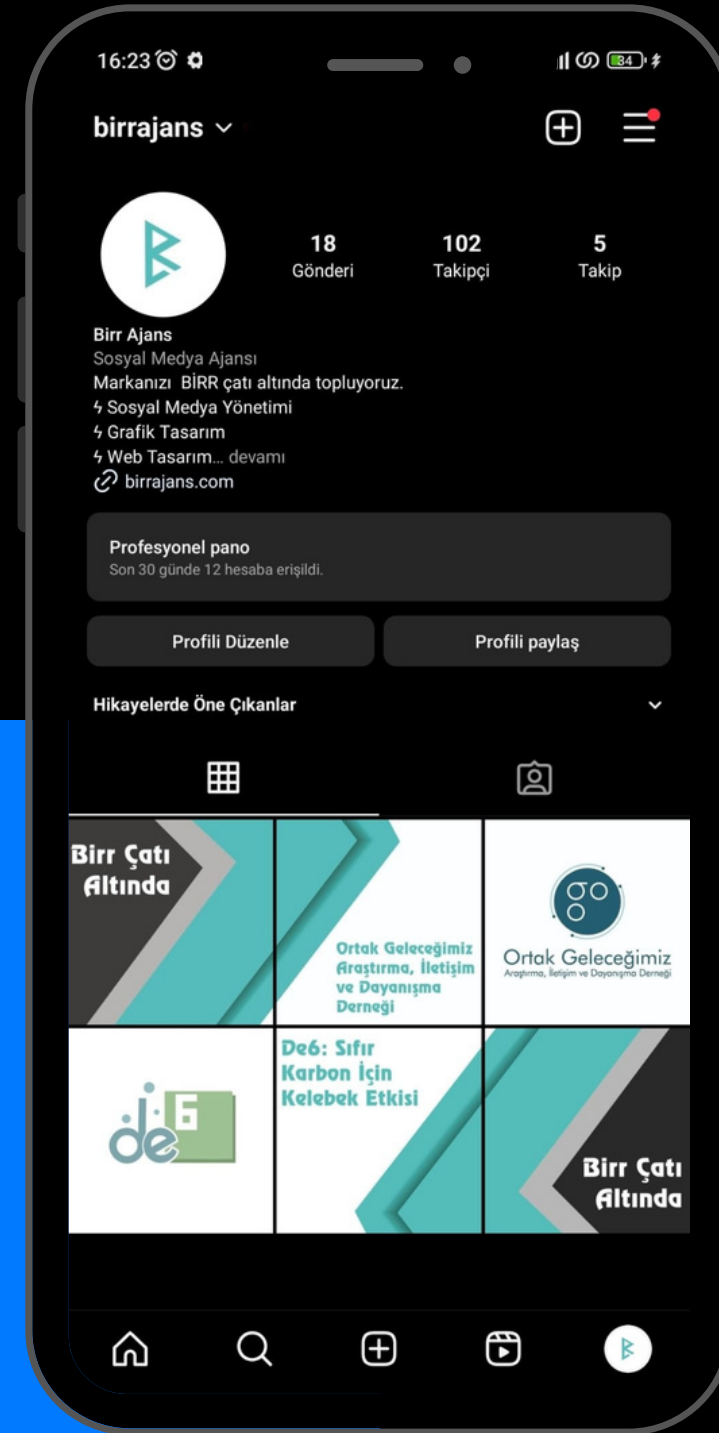 16:23
84
birrajans
18
102
5
Gönderi
Takipçi
Takip
Birr Ajans
Sosyal Medya Ajansı
Markanızı BİRR çatı altında topluyoruz.
ϟ Sosyal Medya Yönetimi
ϟ Grafik Tasarım
ϟ Web Tasarım... devamı
birrajans.com
Profesyonel pano
Son 30 günde 12 hesaba erişildi.
Profili Düzenle
Profili paylaş
Hikayelerde Öne Çıkanlar
Birr Çatı
Altında
Ortak Geleceğimiz
Araştırma, İletişim
ve Dayanışma
Derneği
Ortak Geleceğimiz
Araştırma, İletişim ve Dayanışma Derneği
de6
De6: Sıfır
Karbon İçin
Kelebek Etkisi
Birr Çatı
Altında